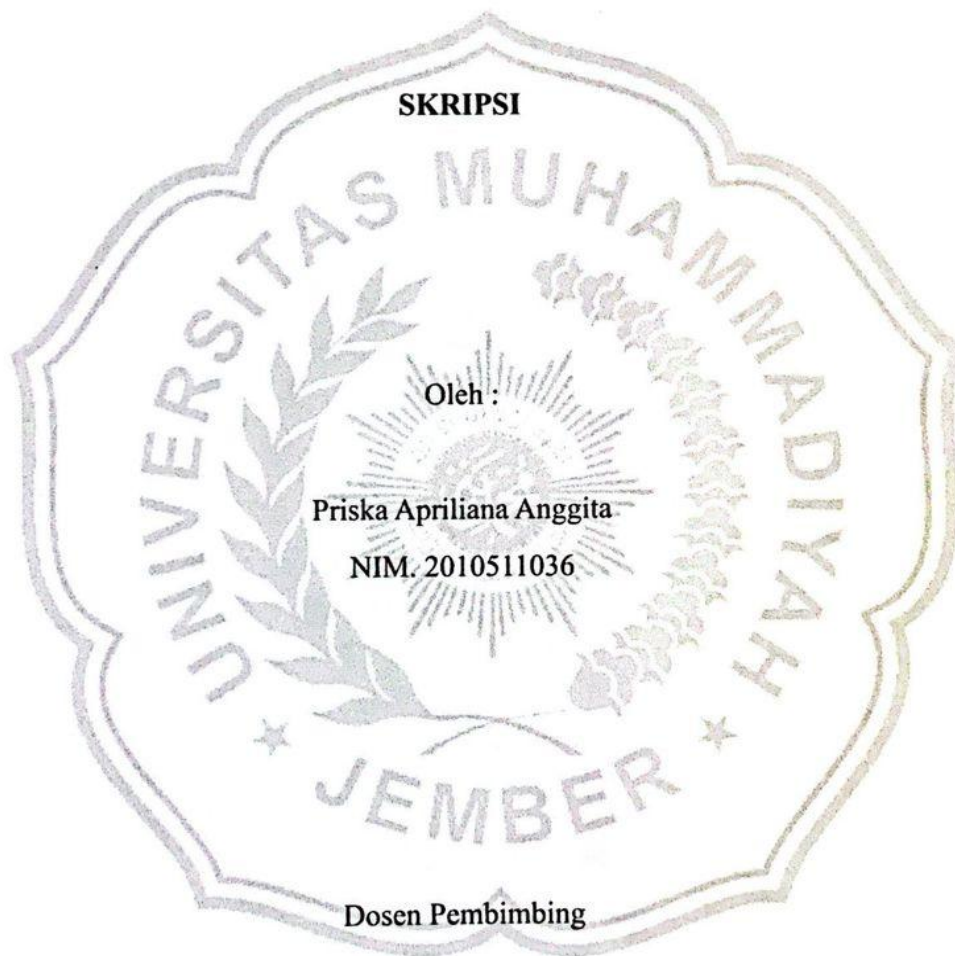 SKRIPSI
UNIVERSITAS MUHAMMADIYAH
Oleh :
Priska Apriliana Anggita
NIM. 2010511036
JEMBER
Dosen Pembimbing